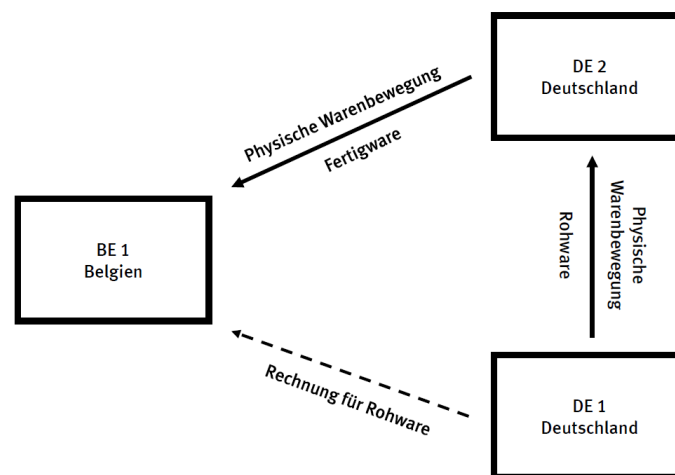 DE 2
Deutschland
Physische Warenbewegung
Fertigware
BE 1
Belgien
Physische
Warenbewegung
Rohware
Rechnung für Rohware
DE 1
Deutschland